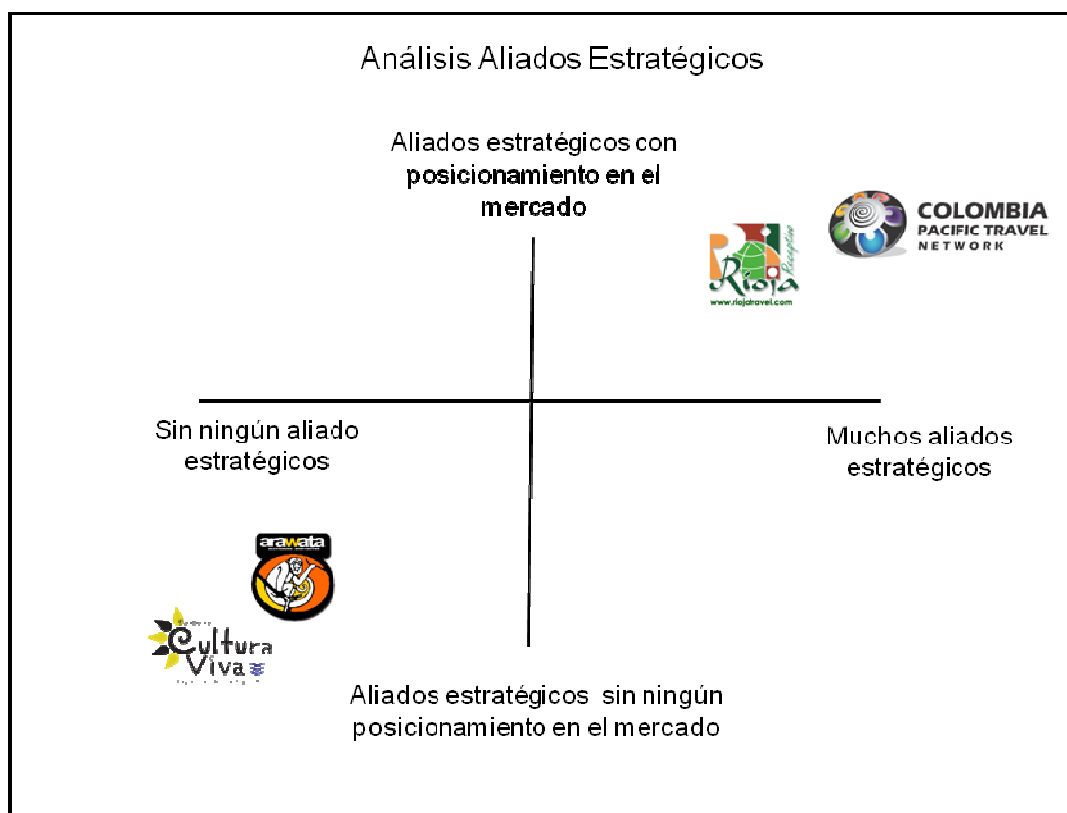 Análisis Aliados Estratégicos
Aliados estratégicos con
posicionamiento en el
mercado
COLOMBIA
PACIFIC TRAVEL
NETWORK
Rioja
Receptivo
www.riojatravel.com
Sin ningún aliado
estratégicos
Muchos aliados
estratégicos
arawata
Cultura
Viva
Aliados estratégicos sin ningún
posicionamiento en el mercado